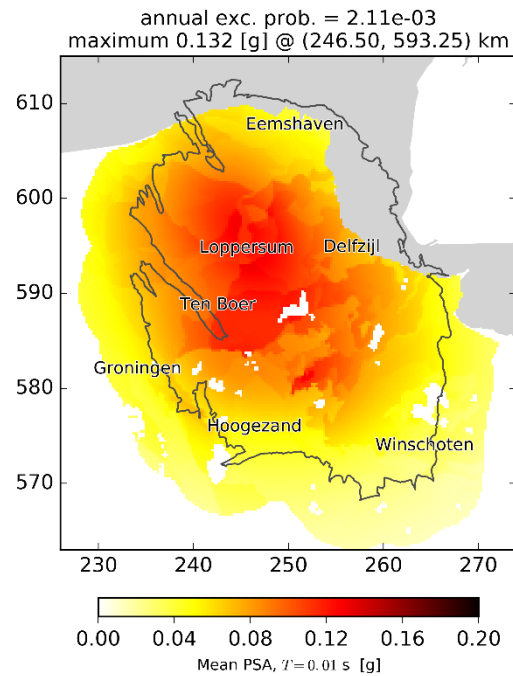 annual exc. prob. = 2.11e-03
maximum 0.132 [g] @ (246.50, 593.25) km
610
Eemshaven
600
Loppersum Delfzijl
590
Ten Boer
Groningen
580
Hoogezand
Winschoten
570
230 240 250 260 270
0.00 0.04 0.08 0.12 0.16 0.20
Mean PSA, T=0.01 s [g]